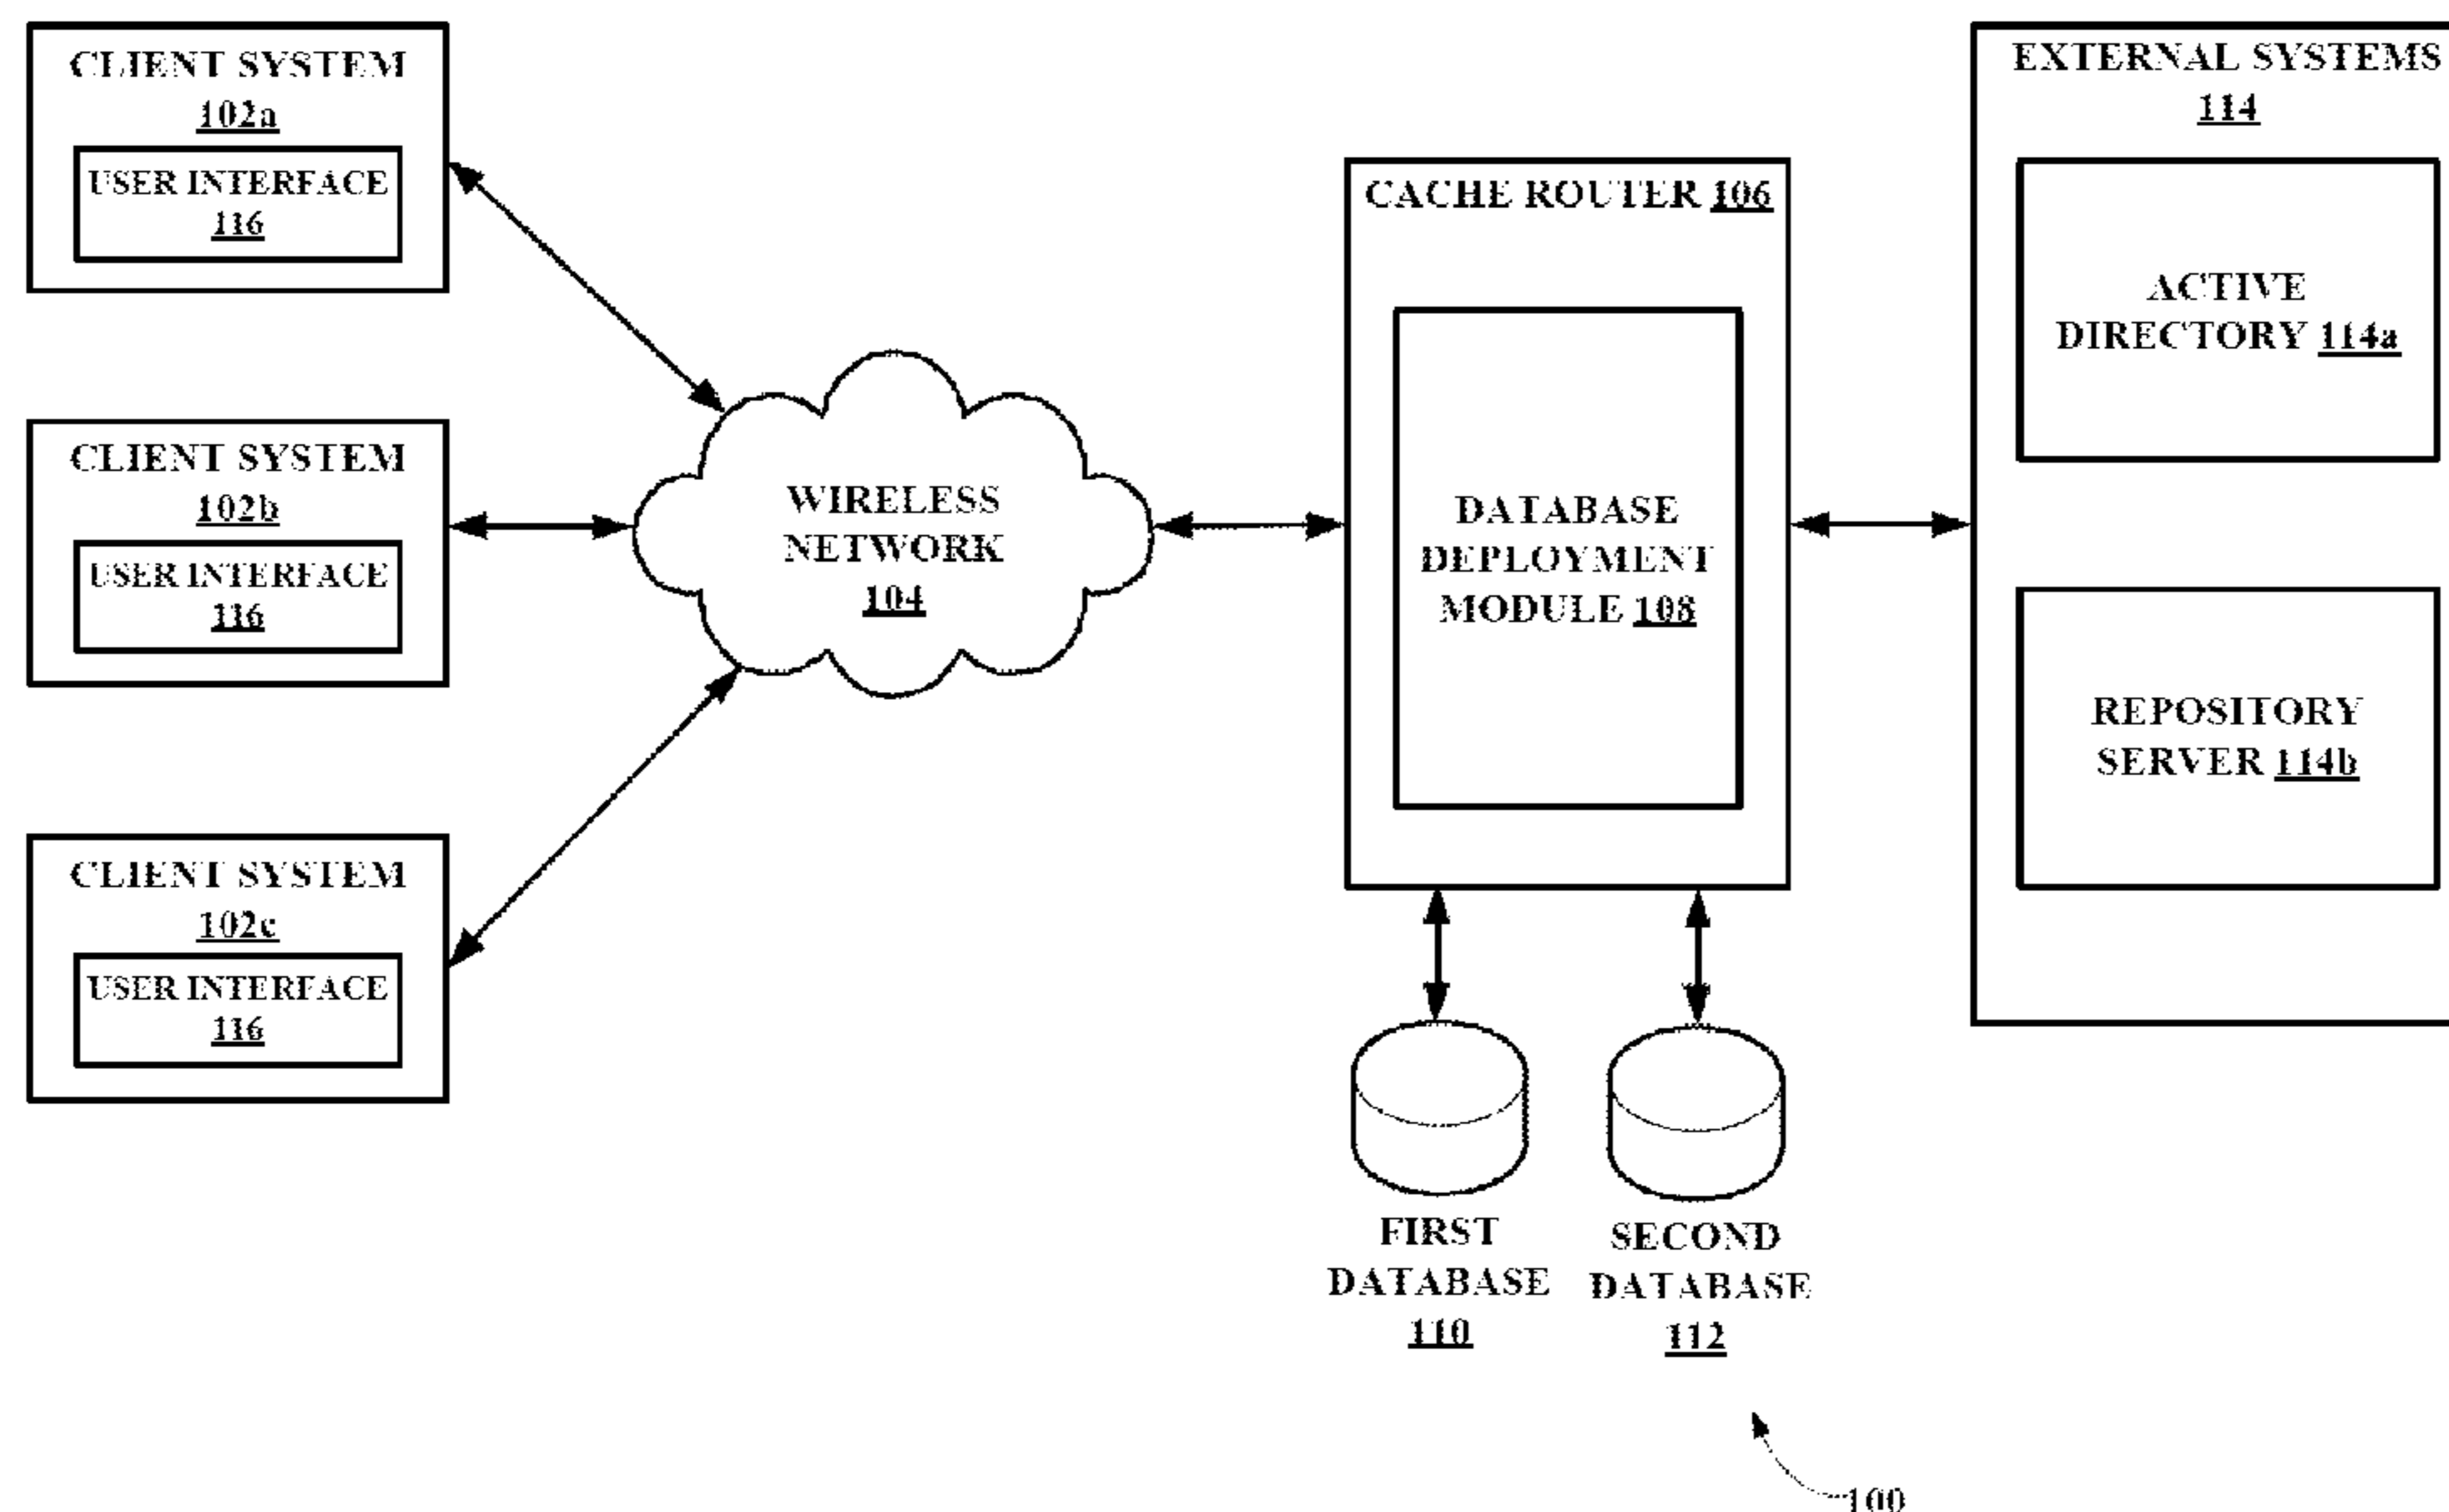 CLIENT SYSTEM
102a
USER INTERFACE
116
CLIENT SYSTEM
102b
USER INTERFACE
116
CLIENT SYSTEM
102c
USER INTERFACE
116
WIRELESS
NETWORK
104
CACHE ROUTER 106
DATABASE
DEPLOYMENT
MODULE 108
FIRST
DATABASE
110
SECOND
DATABASE
112
EXTERNAL SYSTEMS
114
ACTIVE
DIRECTORY 114a
REPOSITORY
SERVER 114b
100